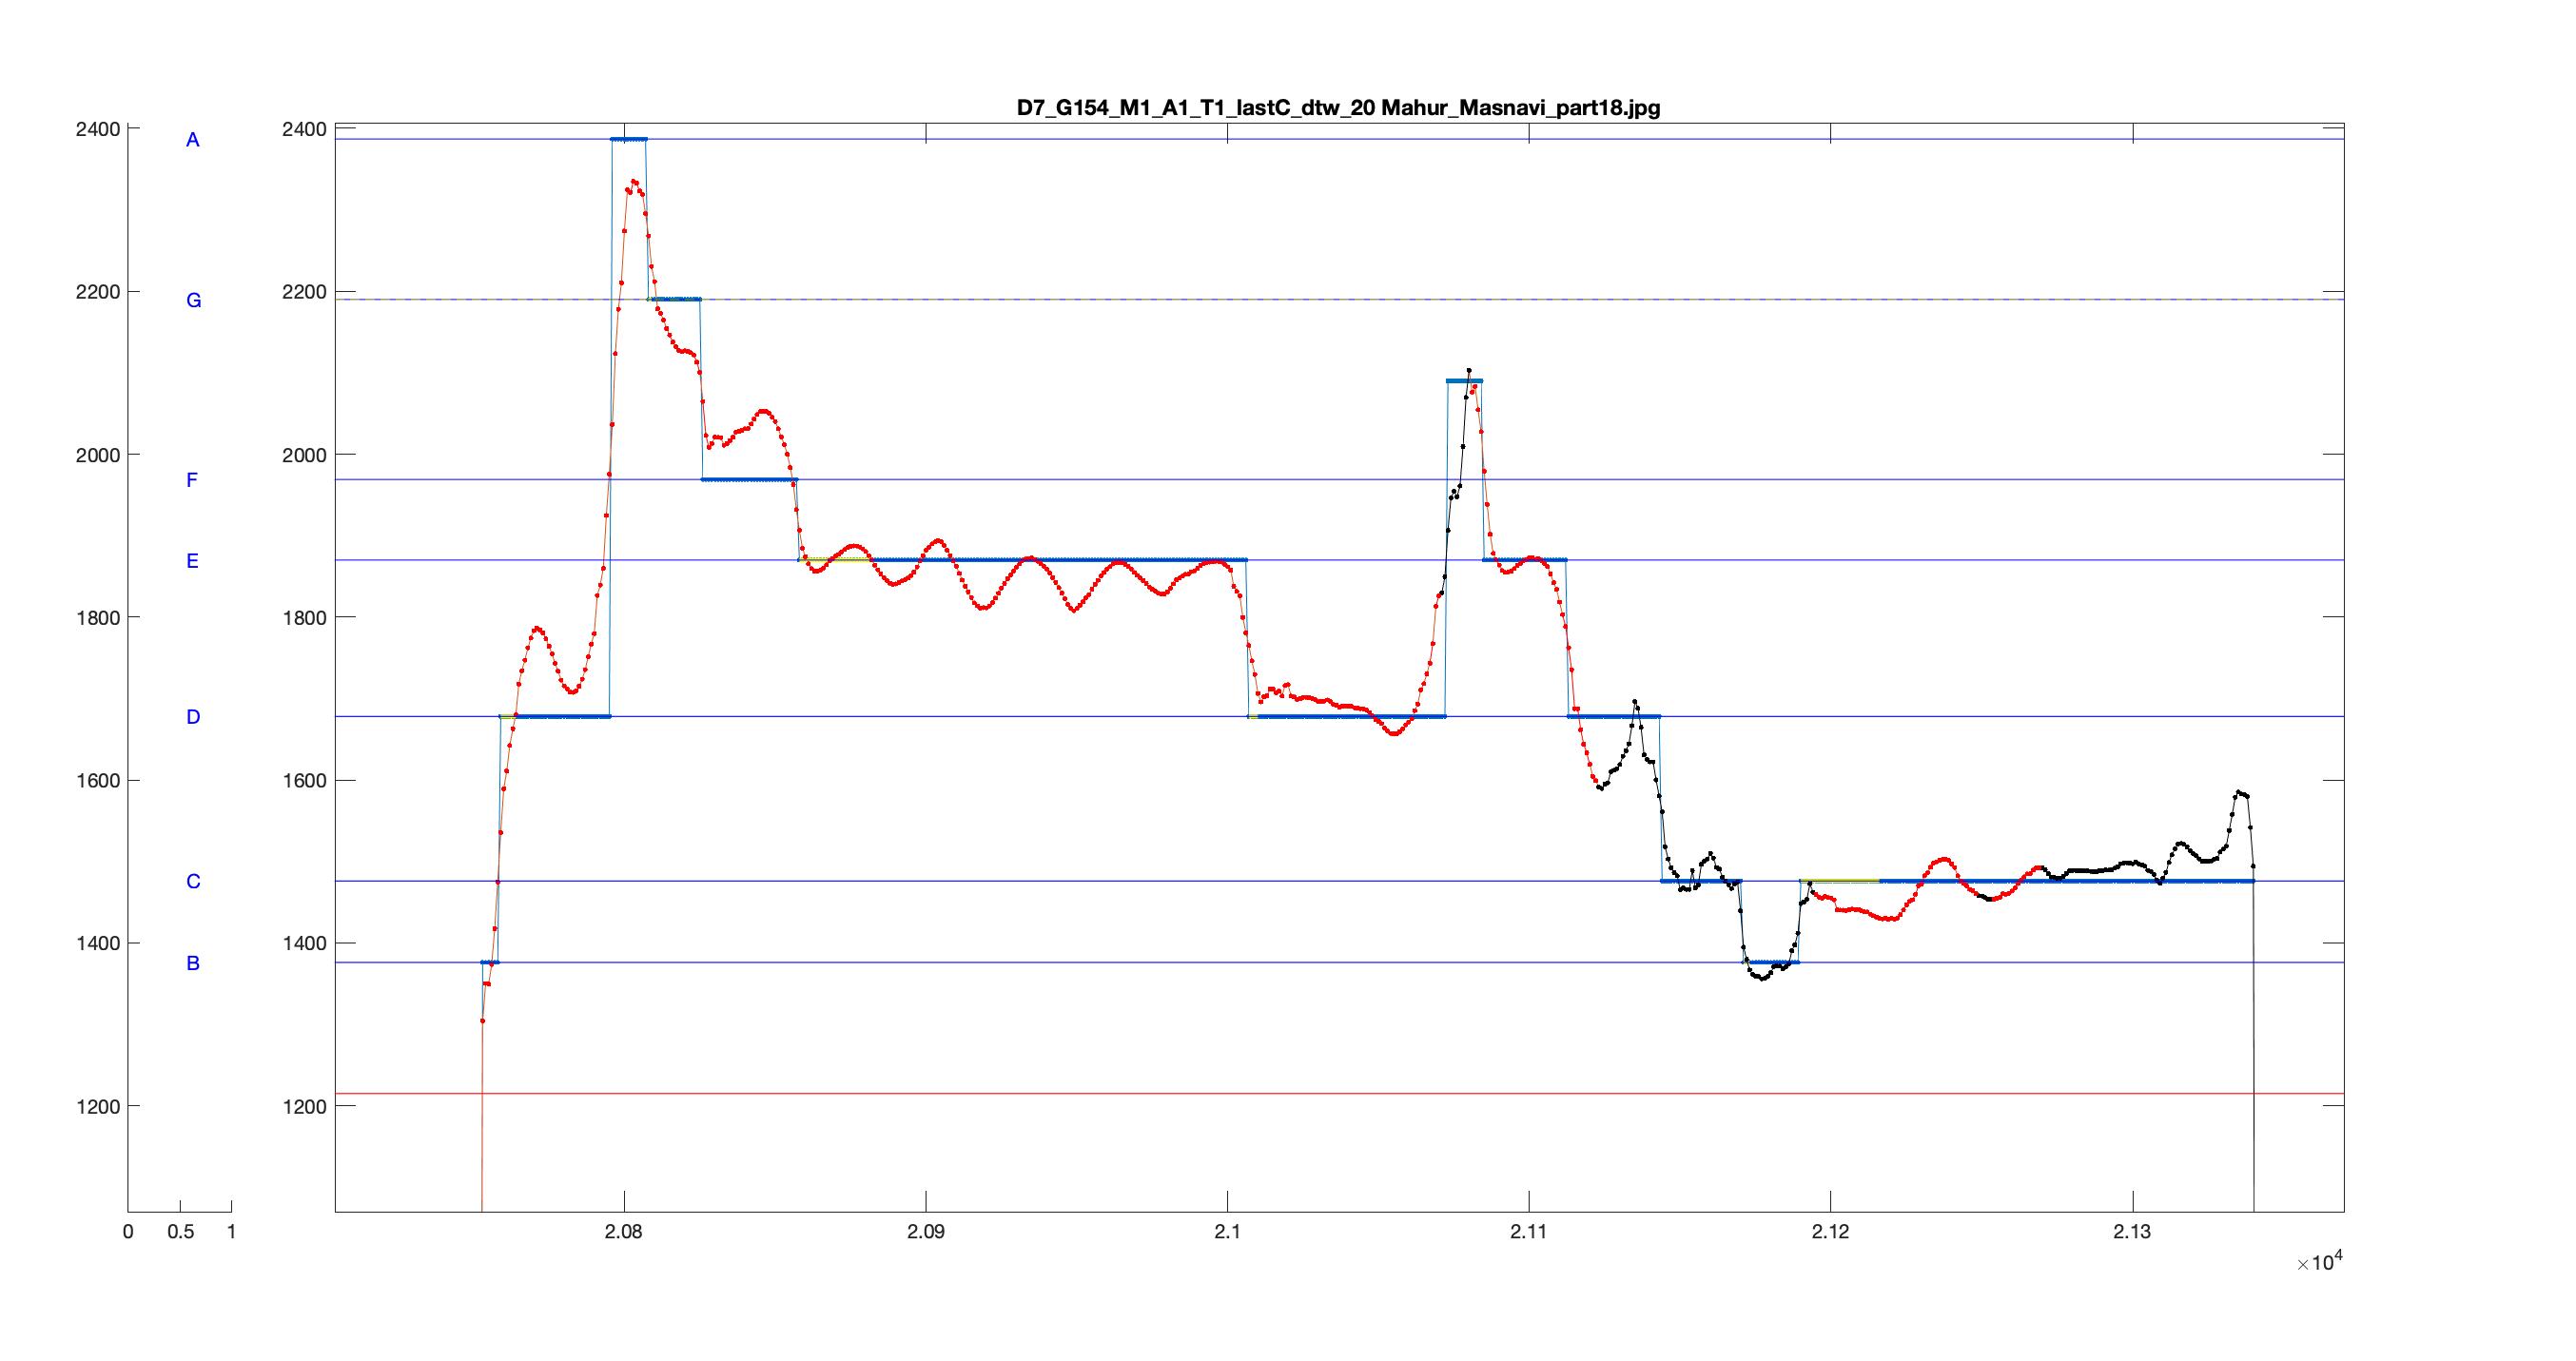 D7_G154_M1_A1_T1_lastC_dtw_20 Mahur_Masnavi_part18.jpg
2400 A 2400
2200 G 2200
2000 F 2000
E
1800 1800
D
1600 1600
C
1400 B 1400
1200 1200
0 0.5 1 2.08 2.09 2.1 2.11 2.12 2.13
×10⁴